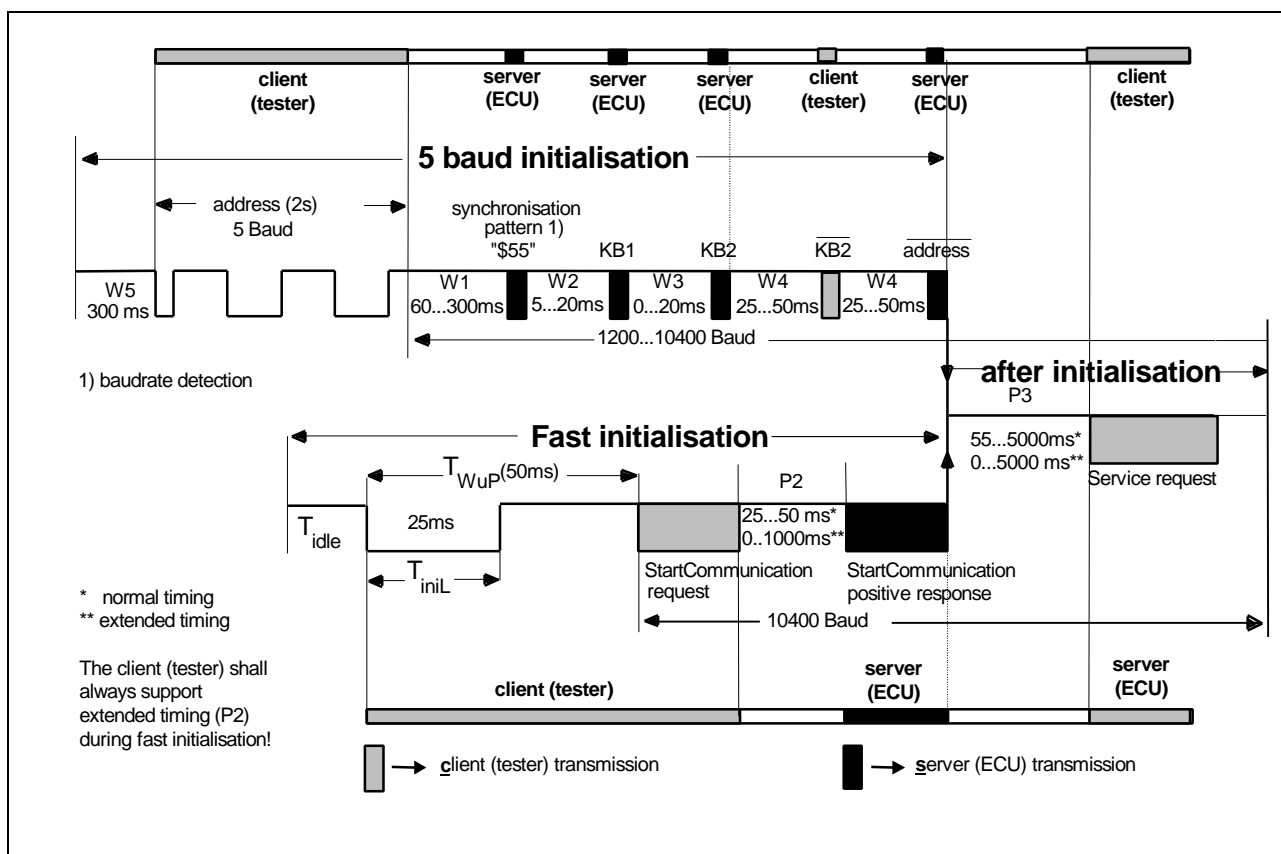 client
(tester)
server
(ECU)
server
(ECU)
server
(ECU)
client
(tester)
server
(ECU)
client
(tester)
5 baud initialisation
address (2s)
5 Baud
synchronisation
pattern 1)
"$55"
KB1
KB2
KB2
address
W5
300 ms
W1
60...300ms
W2
5...20ms
W3
0...20ms
W4
25...50ms
W4
25...50ms
1200...10400 Baud
1) baudrate detection
after initialisation
P3
Fast initialisation
55...5000ms*
0...5000 ms**
Service request
TWuP(50ms)
P2
Tidle
25ms
25...50 ms*
0..1000ms**
TiniL
StartCommunication
request
StartCommunication
positive response
* normal timing
** extended timing
10400 Baud
The client (tester) shall
always support
extended timing (P2)
during fast initialisation!
client (tester)
server
(ECU)
server
(ECU)
client (tester) transmission
server (ECU) transmission